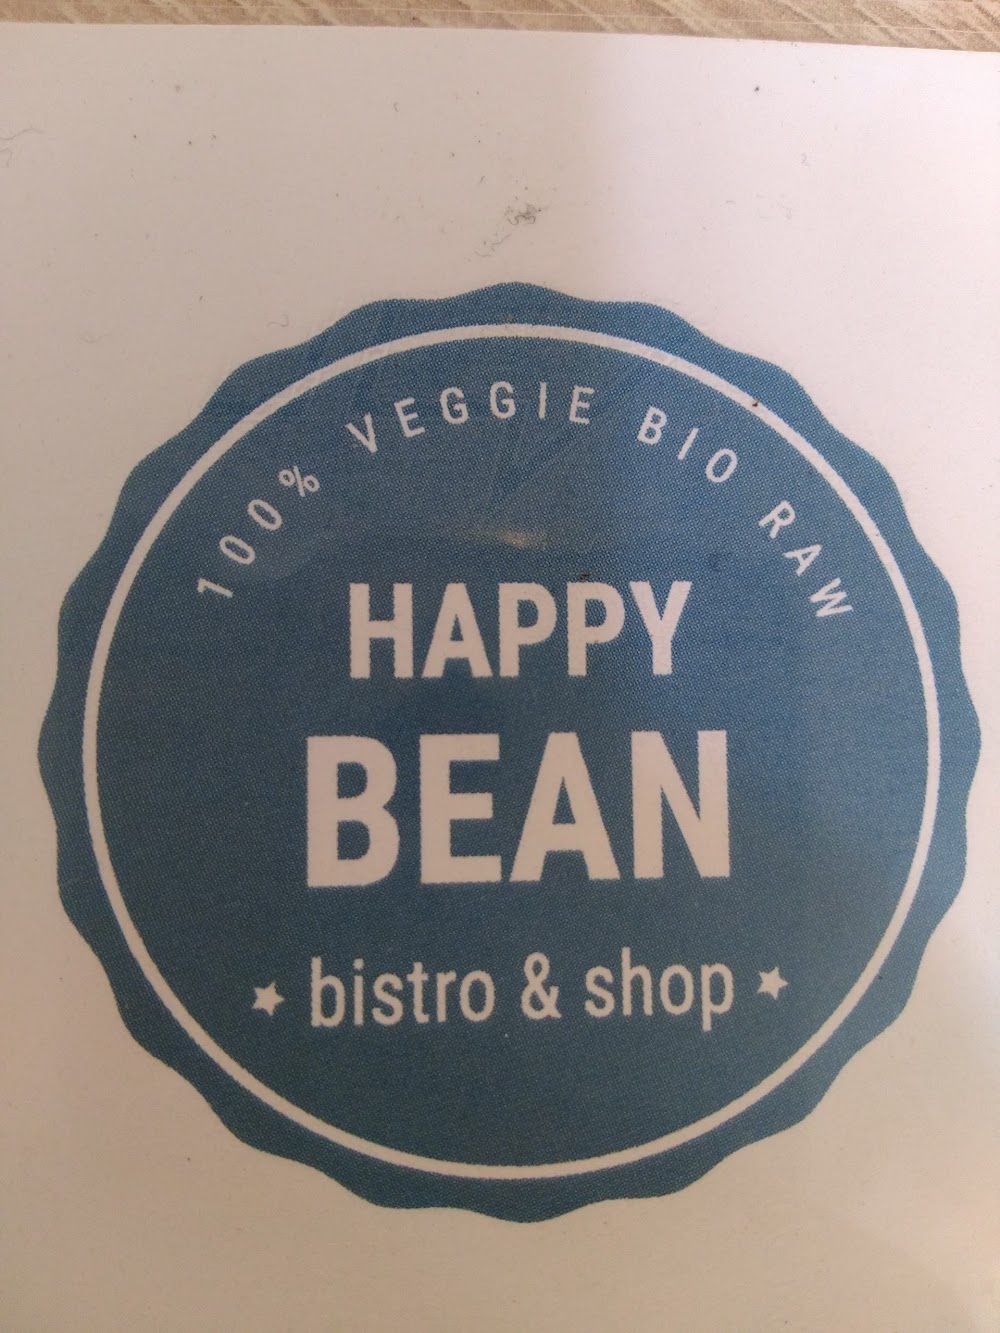 100% VEGGIE BIO RAW
HAPPY
BEAN
bistro & shop